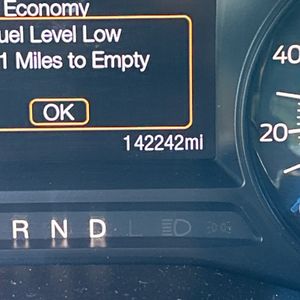 Economy
uel Level Low
1 Miles to Empty
OK
142242mi
40
20
R N D L